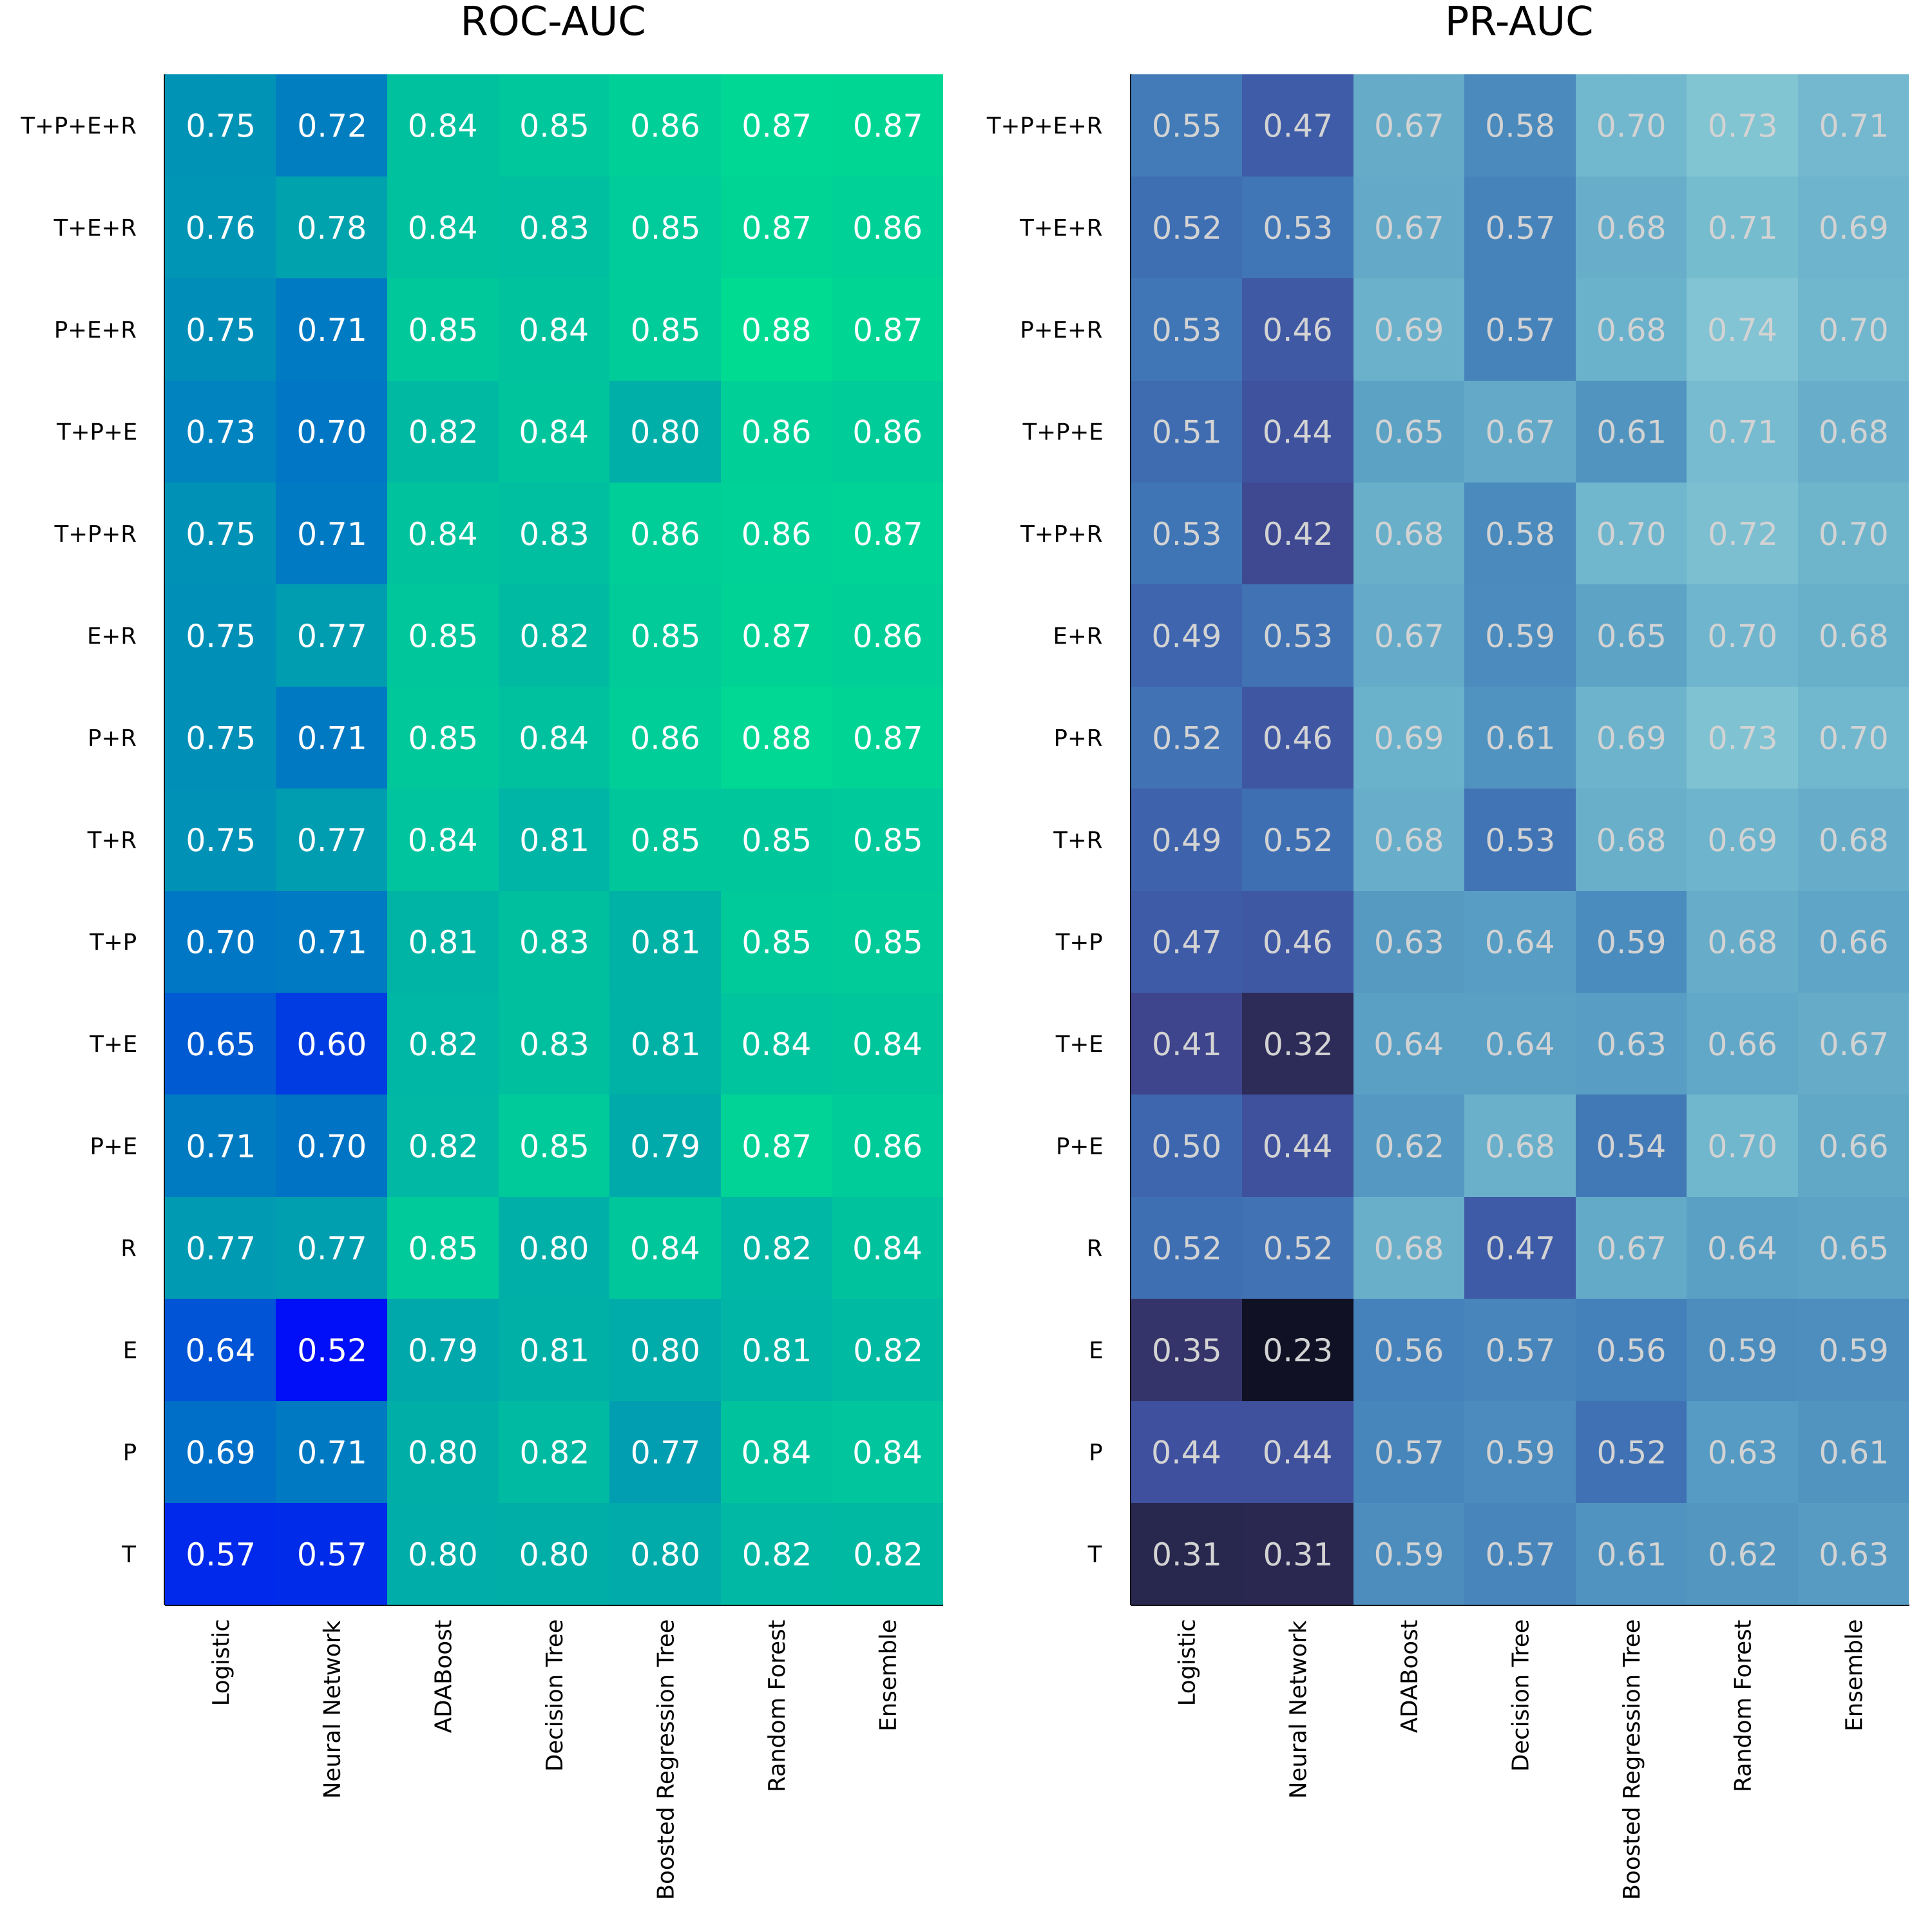 ROC-AUC
T+P+E+R 0.75 0.72 0.84 0.85 0.86 0.87 0.87
T+E+R 0.76 0.78 0.84 0.83 0.85 0.87 0.86
P+E+R 0.75 0.71 0.85 0.84 0.85 0.88 0.87
T+P+E 0.73 0.70 0.82 0.84 0.80 0.86 0.86
T+P+R 0.75 0.71 0.84 0.83 0.86 0.86 0.87
E+R 0.75 0.77 0.85 0.82 0.85 0.87 0.86
P+R 0.75 0.71 0.85 0.84 0.86 0.88 0.87
T+R 0.75 0.77 0.84 0.81 0.85 0.85 0.85
T+P 0.70 0.71 0.81 0.83 0.81 0.85 0.85
T+E 0.65 0.60 0.82 0.83 0.81 0.84 0.84
P+E 0.71 0.70 0.82 0.85 0.79 0.87 0.86
R 0.77 0.77 0.85 0.80 0.84 0.82 0.84
E 0.64 0.52 0.79 0.81 0.80 0.81 0.82
P 0.69 0.71 0.80 0.82 0.77 0.84 0.84
T 0.57 0.57 0.80 0.80 0.80 0.82 0.82
Logistic
Neural Network
ADABoost
Decision Tree
Boosted Regression Tree
Random Forest
Ensemble
PR-AUC
T+P+E+R 0.55 0.47 0.67 0.58 0.70 0.73 0.71
T+E+R 0.52 0.53 0.67 0.57 0.68 0.71 0.69
P+E+R 0.53 0.46 0.69 0.57 0.68 0.74 0.70
T+P+E 0.51 0.44 0.65 0.67 0.61 0.71 0.68
T+P+R 0.53 0.42 0.68 0.58 0.70 0.72 0.70
E+R 0.49 0.53 0.67 0.59 0.65 0.70 0.68
P+R 0.52 0.46 0.69 0.61 0.69 0.73 0.70
T+R 0.49 0.52 0.68 0.53 0.68 0.69 0.68
T+P 0.47 0.46 0.63 0.64 0.59 0.68 0.66
T+E 0.41 0.32 0.64 0.64 0.63 0.66 0.67
P+E 0.50 0.44 0.62 0.68 0.54 0.70 0.66
R 0.52 0.52 0.68 0.47 0.67 0.64 0.65
E 0.35 0.23 0.56 0.57 0.56 0.59 0.59
P 0.44 0.44 0.57 0.59 0.52 0.63 0.61
T 0.31 0.31 0.59 0.57 0.61 0.62 0.63
Logistic
Neural Network
ADABoost
Decision Tree
Boosted Regression Tree
Random Forest
Ensemble